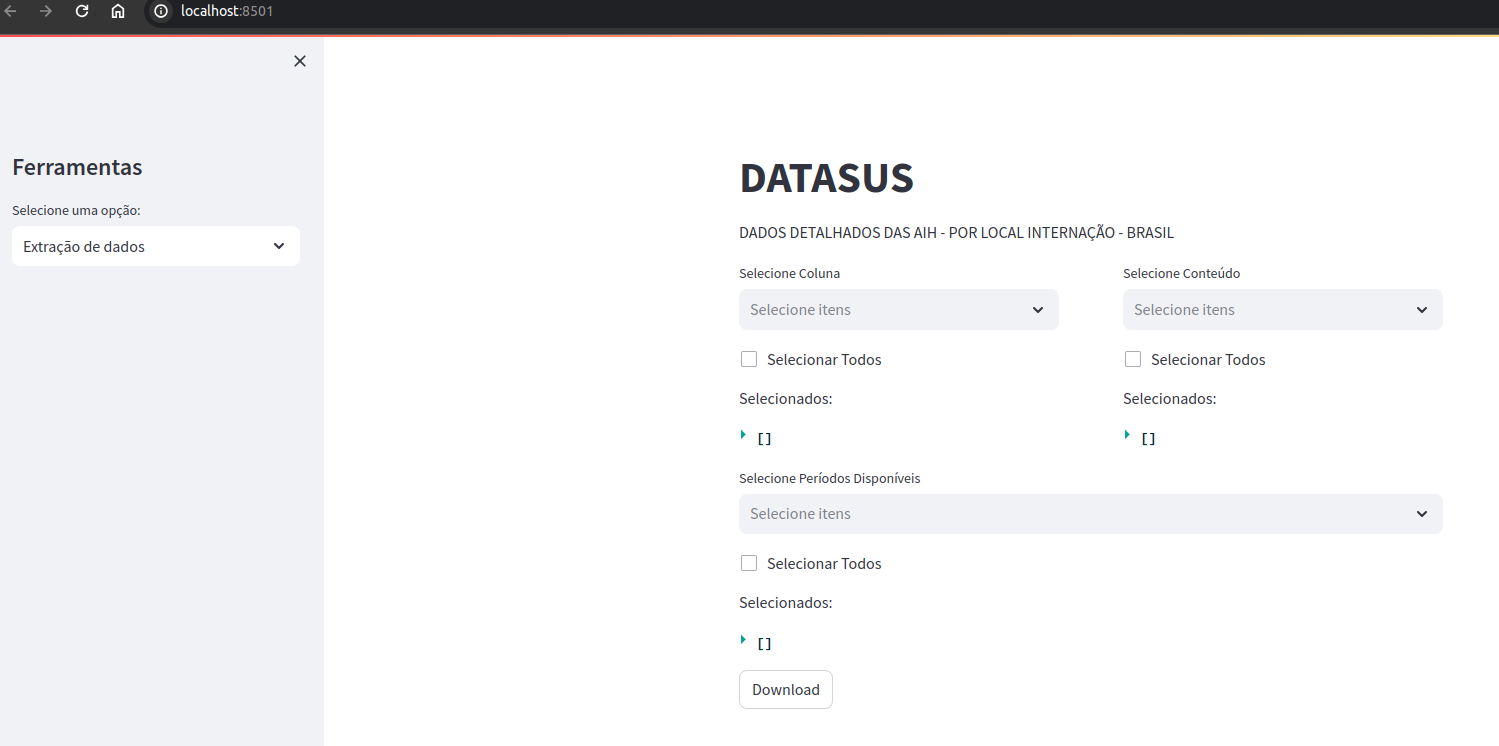 localhost:8501
Ferramentas
Selecione uma opção:
Extração de dados
DATASUS
DADOS DETALHADOS DAS AIH - POR LOCAL INTERNAÇÃO - BRASIL
Selecione Coluna
Selecione itens
Selecionar Todos
Selecionados:
[]
Selecione Conteúdo
Selecione itens
Selecionar Todos
Selecionados:
[]
Selecione Períodos Disponíveis
Selecione itens
Selecionar Todos
Selecionados:
[]
Download